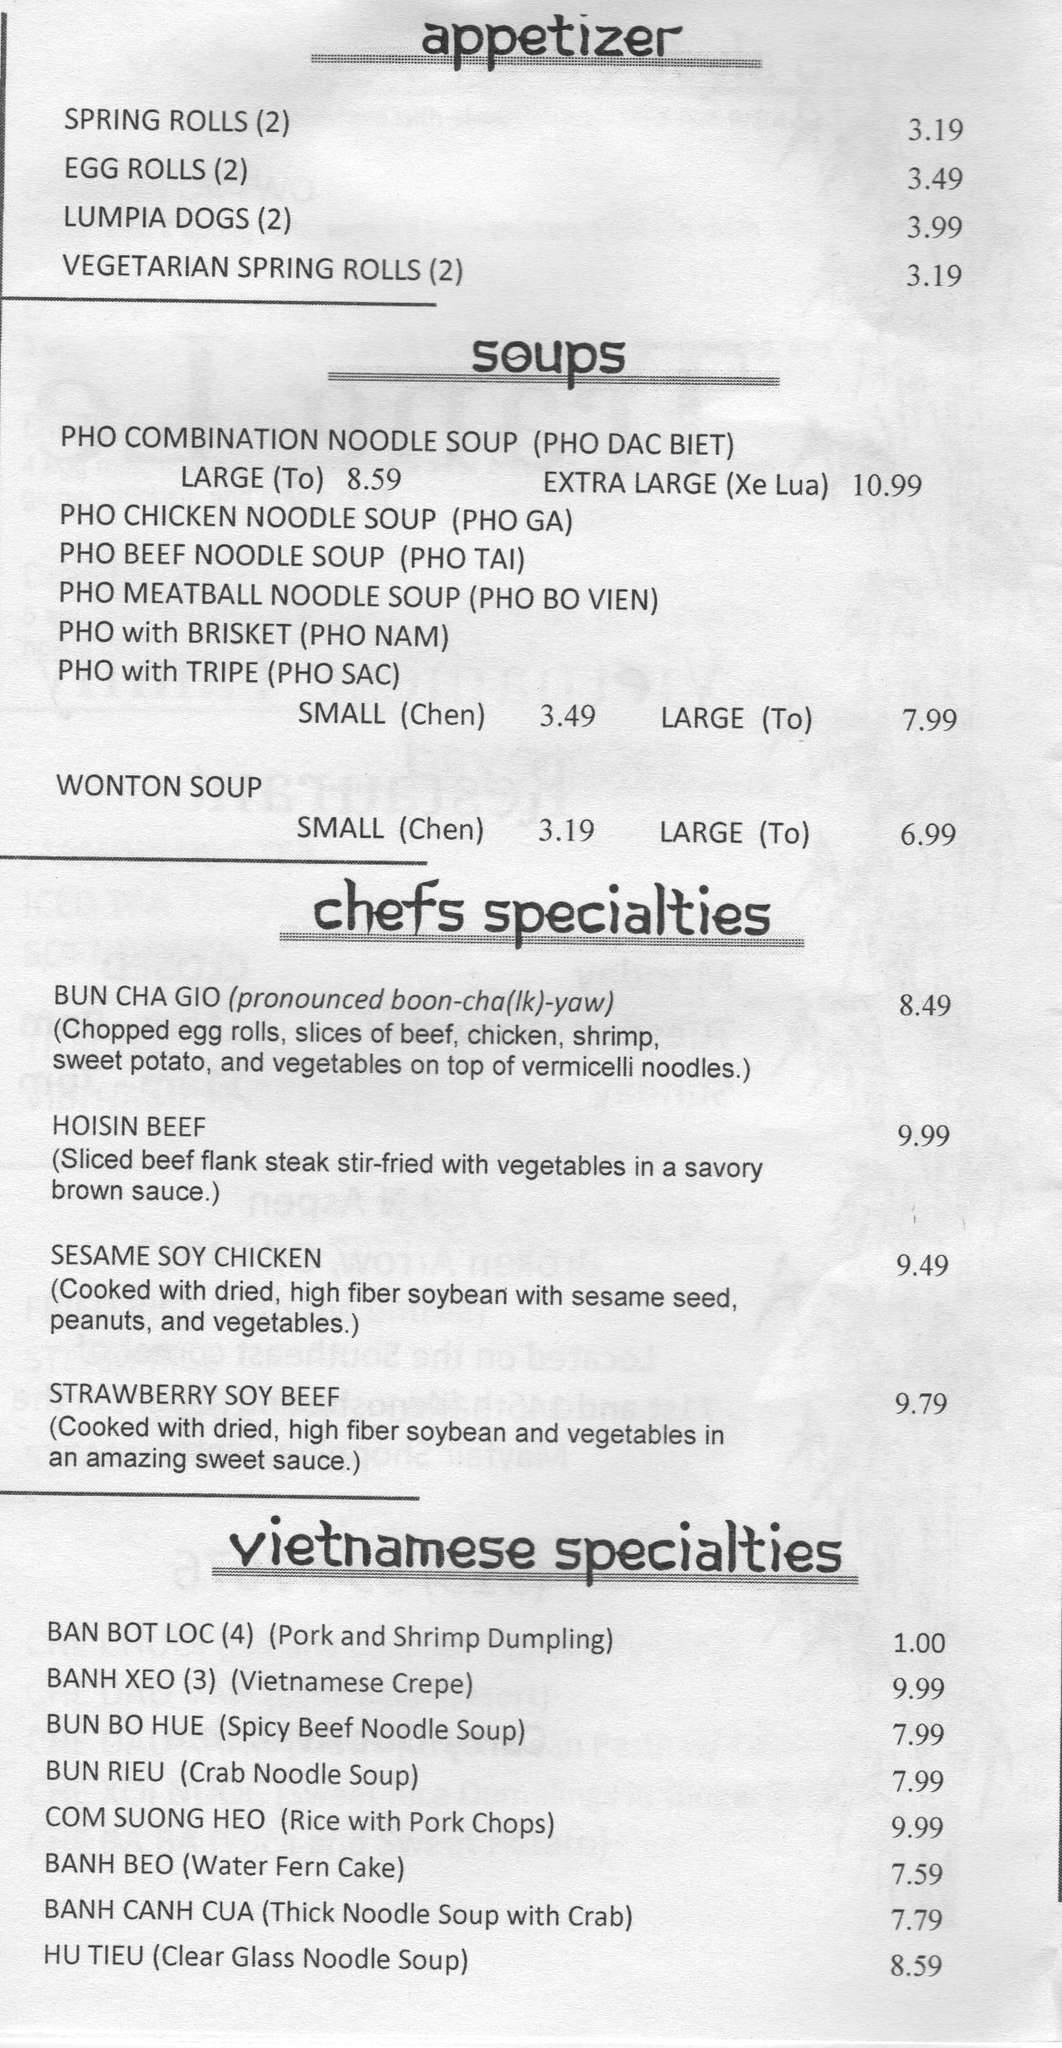 appetizer
SPRING ROLLS (2) 3.19
EGG ROLLS (2) 3.49
LUMPIA DOGS (2) 3.99
VEGETARIAN SPRING ROLLS (2) 3.19
soups
PHO COMBINATION NOODLE SOUP (PHO DAC BIET)
LARGE (To) 8.59 EXTRA LARGE (Xe Lua) 10.99
PHO CHICKEN NOODLE SOUP (PHO GA)
PHO BEEF NOODLE SOUP (PHO TAI)
PHO MEATBALL NOODLE SOUP (PHO BO VIEN)
PHO with BRISKET (PHO NAM)
PHO with TRIPE (PHO SAC)
SMALL (Chen) 3.49 LARGE (To) 7.99
WONTON SOUP
SMALL (Chen) 3.19 LARGE (To) 6.99
chefs specialties
BUN CHA GIO (pronounced boon-cha(lk)-yaw) 8.49
(Chopped egg rolls, slices of beef, chicken, shrimp,
sweet potato, and vegetables on top of vermicelli noodles.)
HOISIN BEEF 9.99
(Sliced beef flank steak stir-fried with vegetables in a savory
brown sauce.)
SESAME SOY CHICKEN 9.49
(Cooked with dried, high fiber soybean with sesame seed,
peanuts, and vegetables.)
STRAWBERRY SOY BEEF 9.79
(Cooked with dried, high fiber soybean and vegetables in
an amazing sweet sauce.)
vietnamese specialties
BAN BOT LOC (4) (Pork and Shrimp Dumpling) 1.00
BANH XEO (3) (Vietnamese Crepe) 9.99
BUN BO HUE (Spicy Beef Noodle Soup) 7.99
BUN RIEU (Crab Noodle Soup) 7.99
COM SUONG HEO (Rice with Pork Chops) 9.99
BANH BEO (Water Fern Cake) 7.59
BANH CANH CUA (Thick Noodle Soup with Crab) 7.79
HU TIEU (Clear Glass Noodle Soup) 8.59